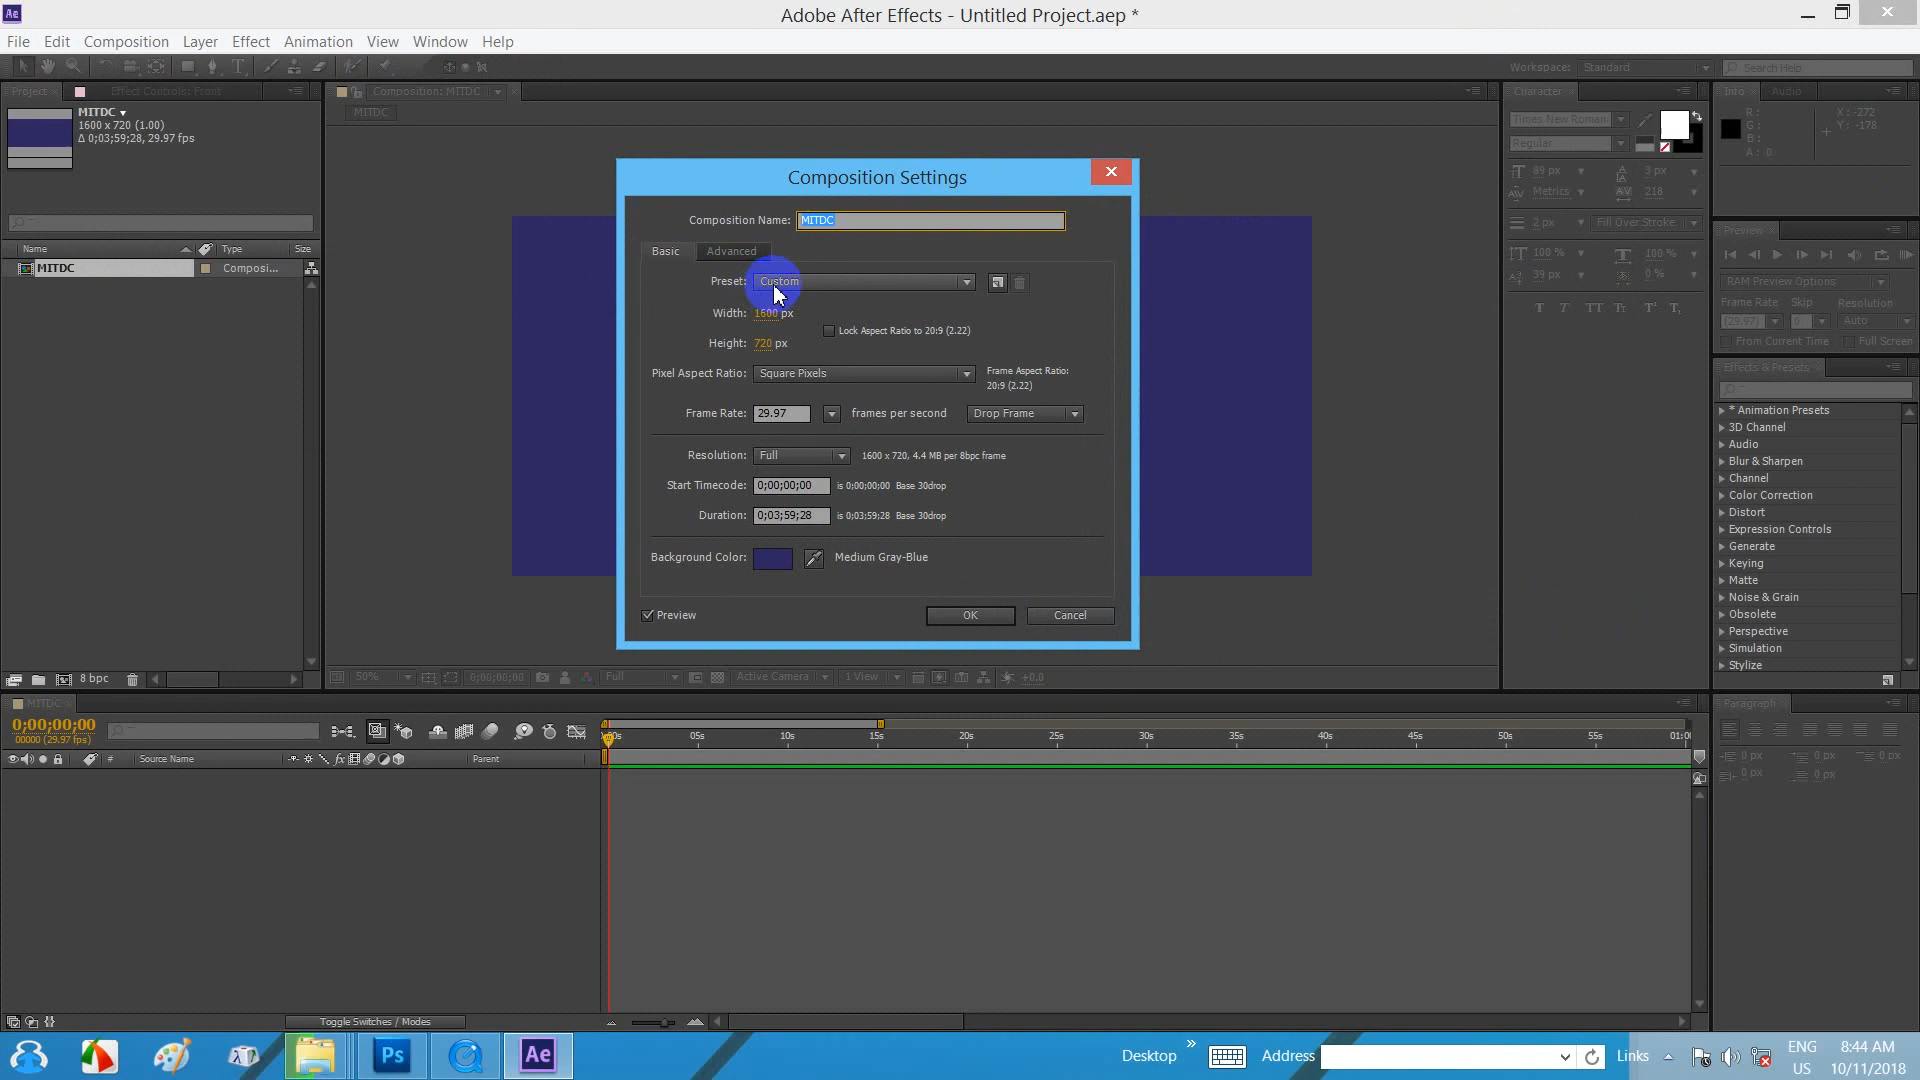 Ae
Adobe After Effects - Untitled Project.aep *
File Edit Composition Layer Effect Animation View Window Help
Workspace: Standard Search Help
Project Effect Controls: Front
Composition: MITDC
Character
Info Audio
MITDC
1600 x 720 (1.00)
Δ 0;03;59;28, 29.97 fps
MITDC
Times New Roman
Regular
R :
G :
B :
A : 0
X : -272
Y : -178
89 px 3 px
Metrics 218
2 px Fill Over Stroke
100 % 100 %
39 px 0 %
T T TT Tr T¹ T,
Composition Settings
Composition Name: MITDC
Basic Advanced
Preset: Custom
Width: 1600 px
Lock Aspect Ratio to 20:9 (2.22)
Height: 720 px
Pixel Aspect Ratio: Square Pixels
Frame Aspect Ratio:
20:9 (2.22)
Frame Rate: 29.97 frames per second Drop Frame
Resolution: Full 1600 x 720, 4.4 MB per 8bpc frame
Start Timecode: 0;00;00;00 is 0;00;00;00 Base 30drop
Duration: 0;03;59;28 is 0;03;59;28 Base 30drop
Background Color: Medium Gray-Blue
Preview OK Cancel
Name Type Size
MITDC Composi...
Preview
RAM Preview Options
Frame Rate Skip Resolution
(29.97) 0 Auto
From Current Time Full Screen
Effects & Presets
* Animation Presets
3D Channel
Audio
Blur & Sharpen
Channel
Color Correction
Distort
Expression Controls
Generate
Keying
Matte
Noise & Grain
Obsolete
Perspective
Simulation
Stylize
8 bpc
50% 0;00;00;00 Full Active Camera 1 View +0.0
MITDC
Paragraph
0;00;00;00
00000 (29.97 fps)
:00s 05s 10s 15s 20s 25s 30s 35s 40s 45s 50s 55s 01:0
# Source Name fx Parent
0 px 0 px 0 px
0 px 0 px
Toggle Switches / Modes
Ps Ae
Desktop » Address Links
ENG
US
8:44 AM
10/11/2018